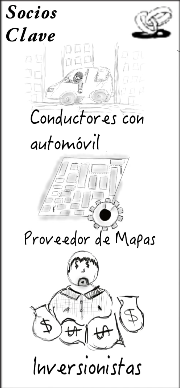 Socios
Clave
Conductores con
automóvil
Proveedor de Mapas
$ $ $ $
Inversionistas